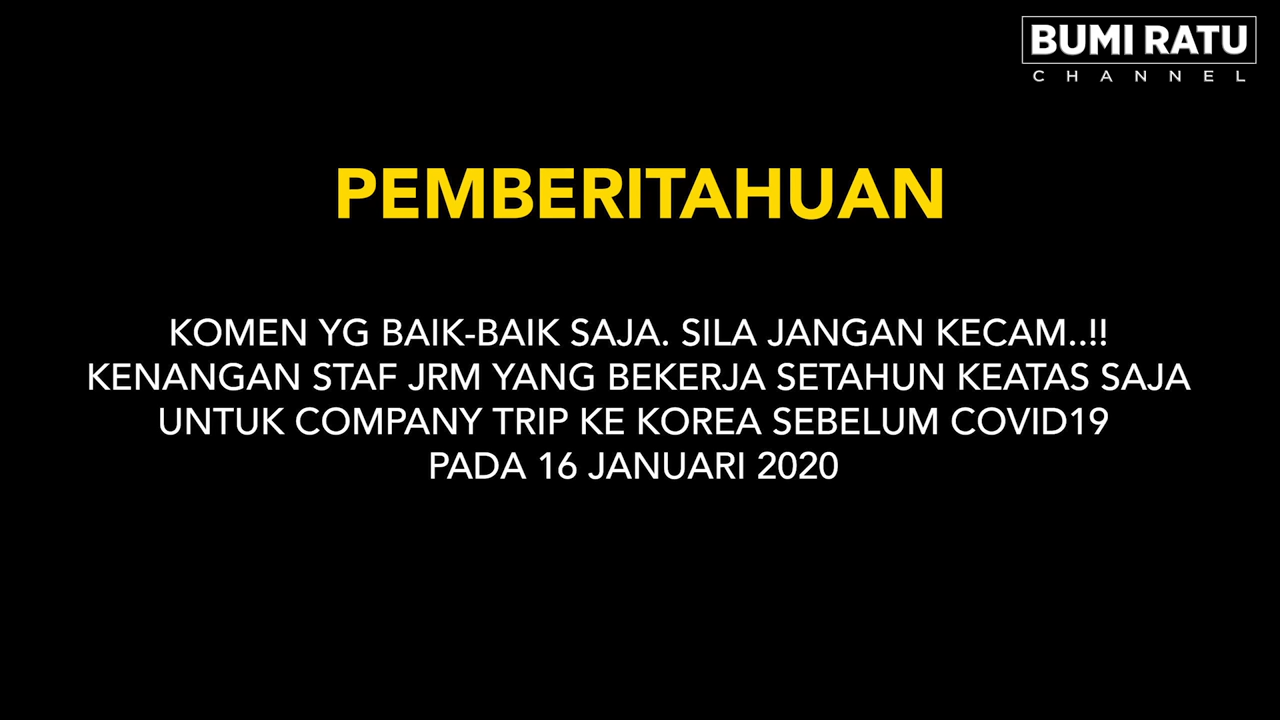 BUMI RATU
CHANNEL
PEMBERITAHUAN
KOMEN YG BAIK-BAIK SAJA. SILA JANGAN KECAM..!!
KENANGAN STAF JRM YANG BEKERJA SETAHUN KEATAS SAJA
UNTUK COMPANY TRIP KE KOREA SEBELUM COVID19
PADA 16 JANUARI 2020